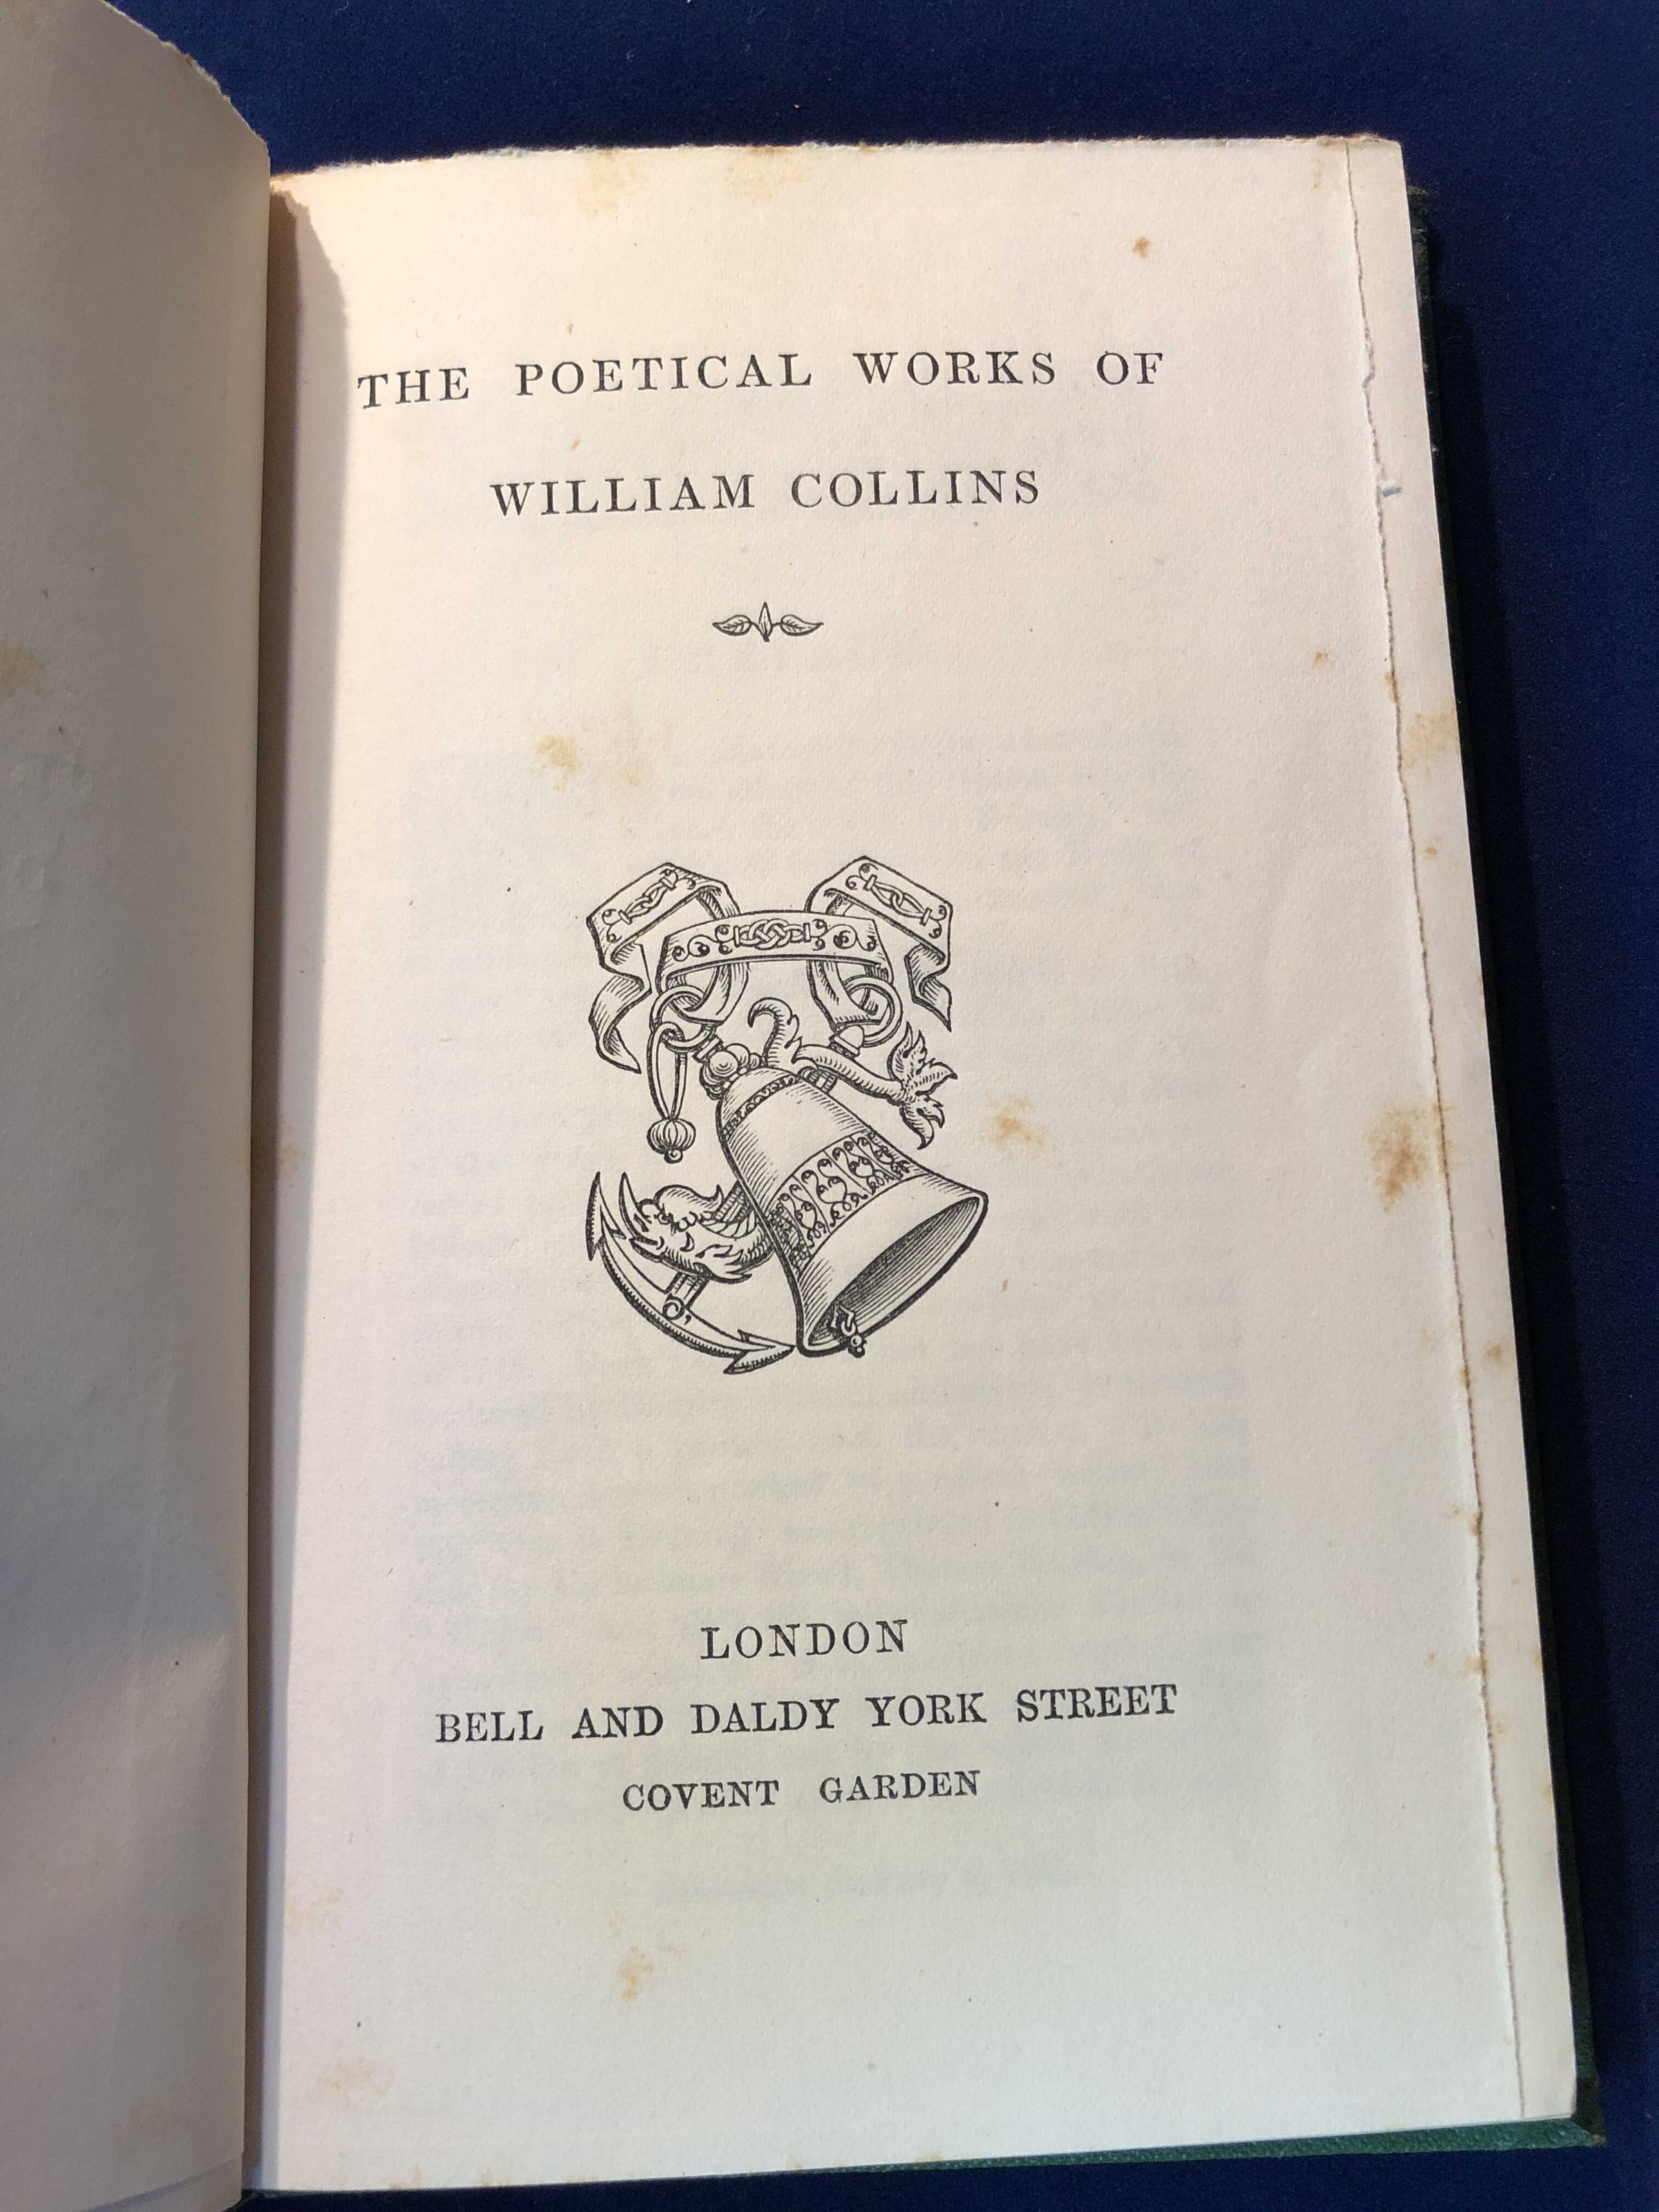 THE POETICAL WORKS OF
WILLIAM COLLINS
LONDON
BELL AND DALDY YORK STREET
COVENT GARDEN